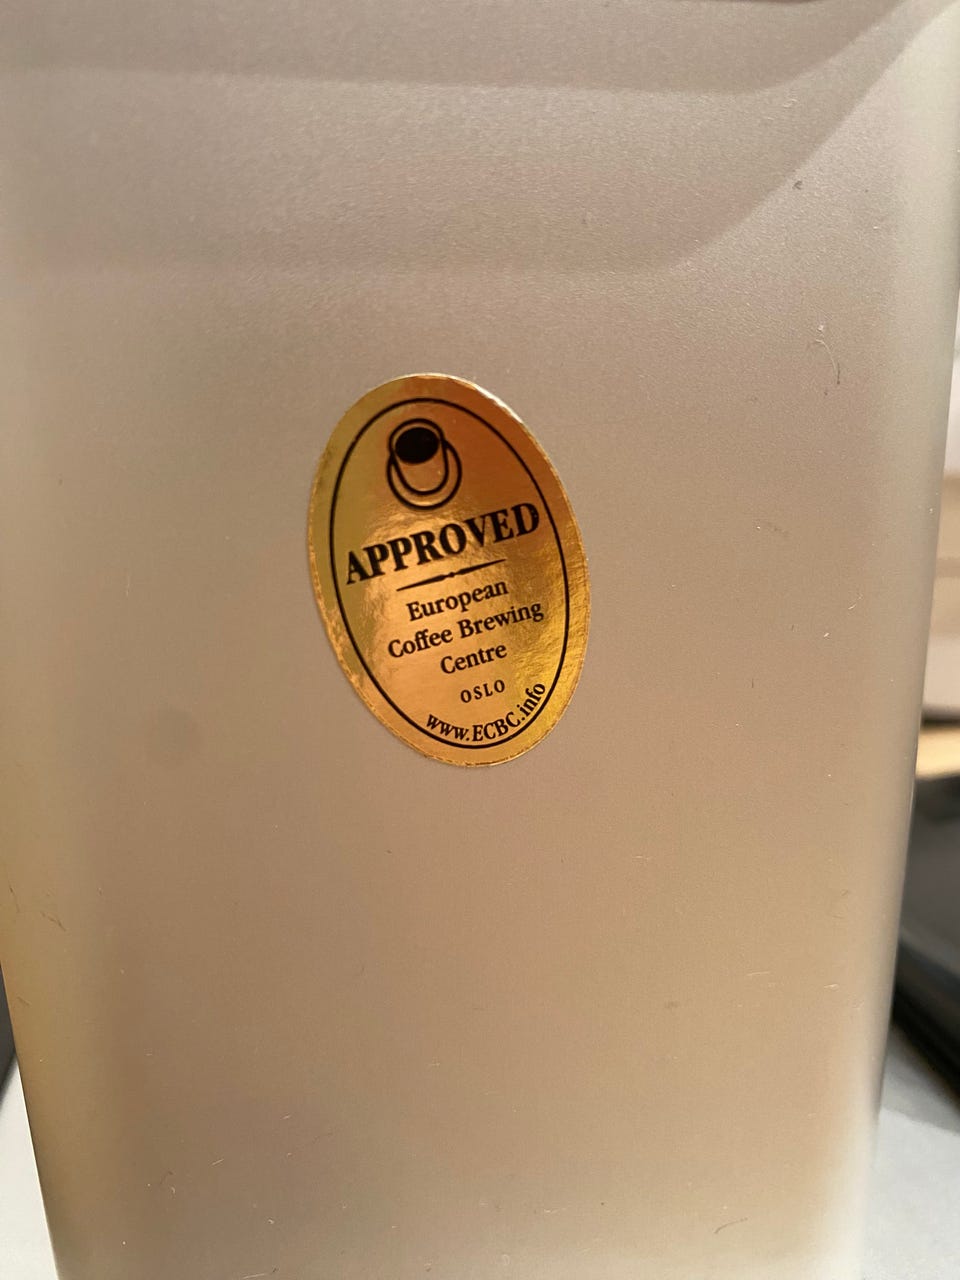 APPROVED
European
Coffee Brewing
Centre
OSLO
www.ECBC.info